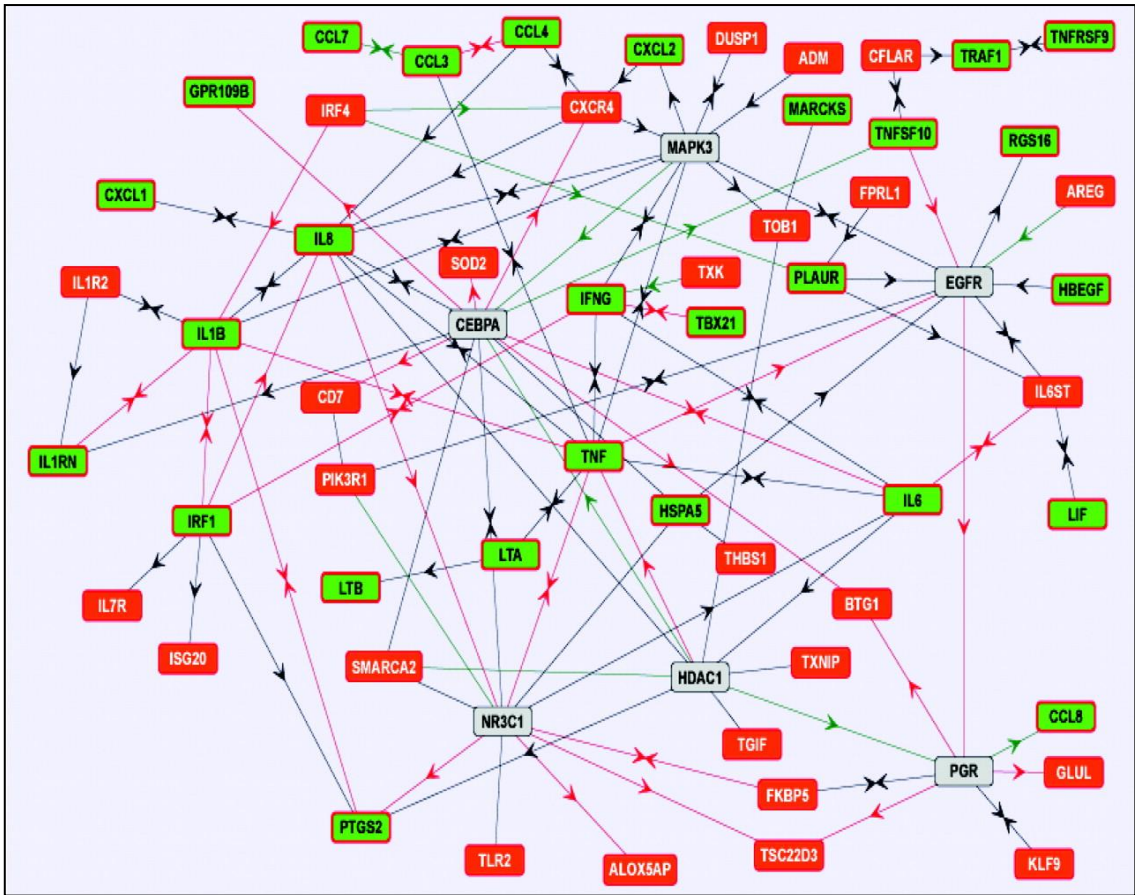 CCL7
CCL3
CCL4
CXCL2
DUSP1
ADM
CFLAR
TRAF1
TNFRSF9
GPR109B
IRF4
CXCR4
MARCKS
MAPK3
TNFSF10
RGS16
CXCL1
IL8
FPRL1
AREG
TOB1
SOD2
IL1R2
TXK
IFNG
PLAUR
EGFR
HBEGF
IL1B
CEBPA
TBX21
CD7
IL6ST
IL1RN
PIK3R1
TNF
IRF1
HSPA5
IL6
LIF
LTA
THBS1
LTB
IL7R
BTG1
ISG20
SMARCA2
HDAC1
TXNIP
NR3C1
TGIF
CCL8
PGR
GLUL
FKBP5
PTGS2
TLR2
ALOX5AP
TSC22D3
KLF9